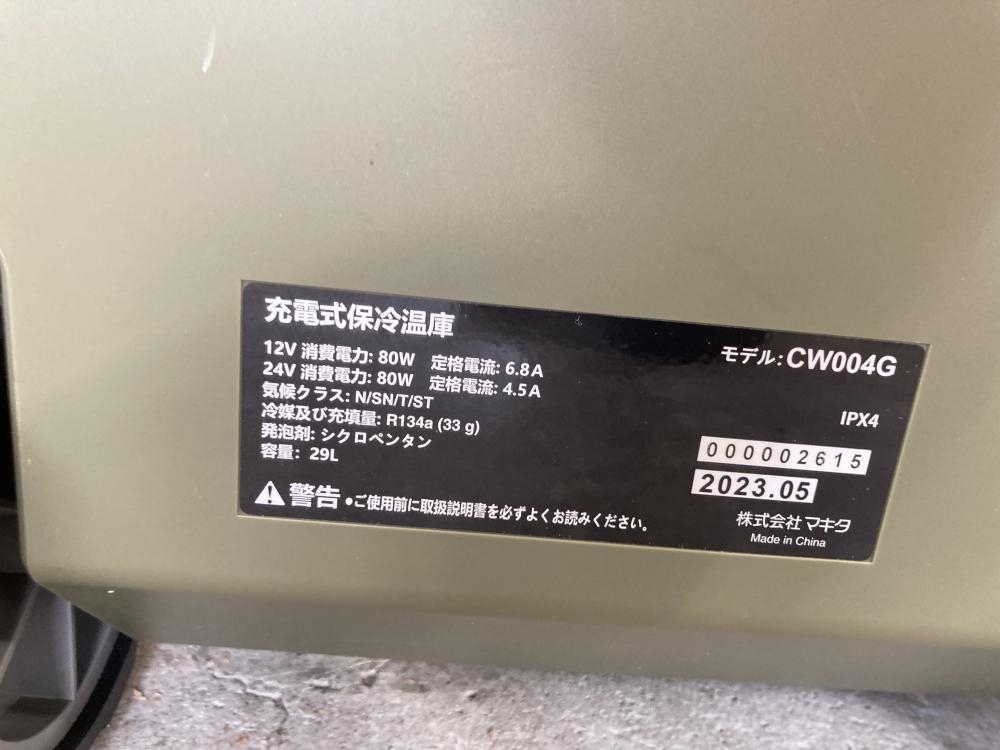 充電式保冷温庫
モデル: CW004G
12V 消費電力: 80W 定格電流: 6.8A
24V 消費電力: 80W 定格電流: 4.5A
気候クラス: N/SN/T/ST
冷媒及び充填量: R134a (33 g)
発泡剤: シクロペンタン
容量: 29L
IPX4
000002615
2023.05
警告 •ご使用前に取扱説明書を必ずよくお読みください。
株式会社マキタ
Made in China